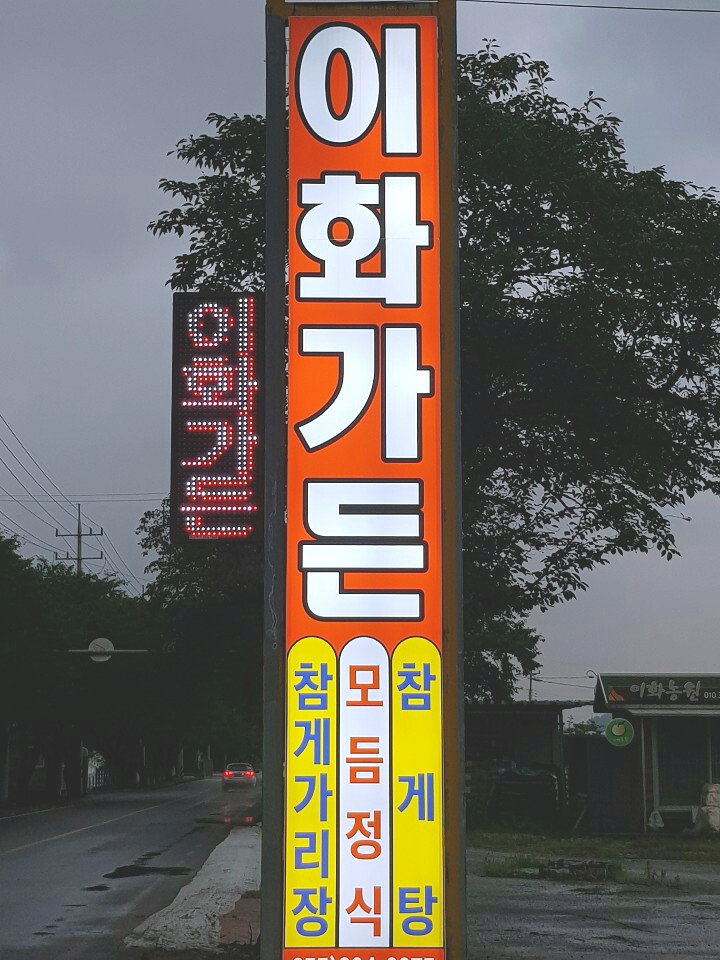 이화가든
이화가든
참게가리장
모듬정식
참게탕
이화농원